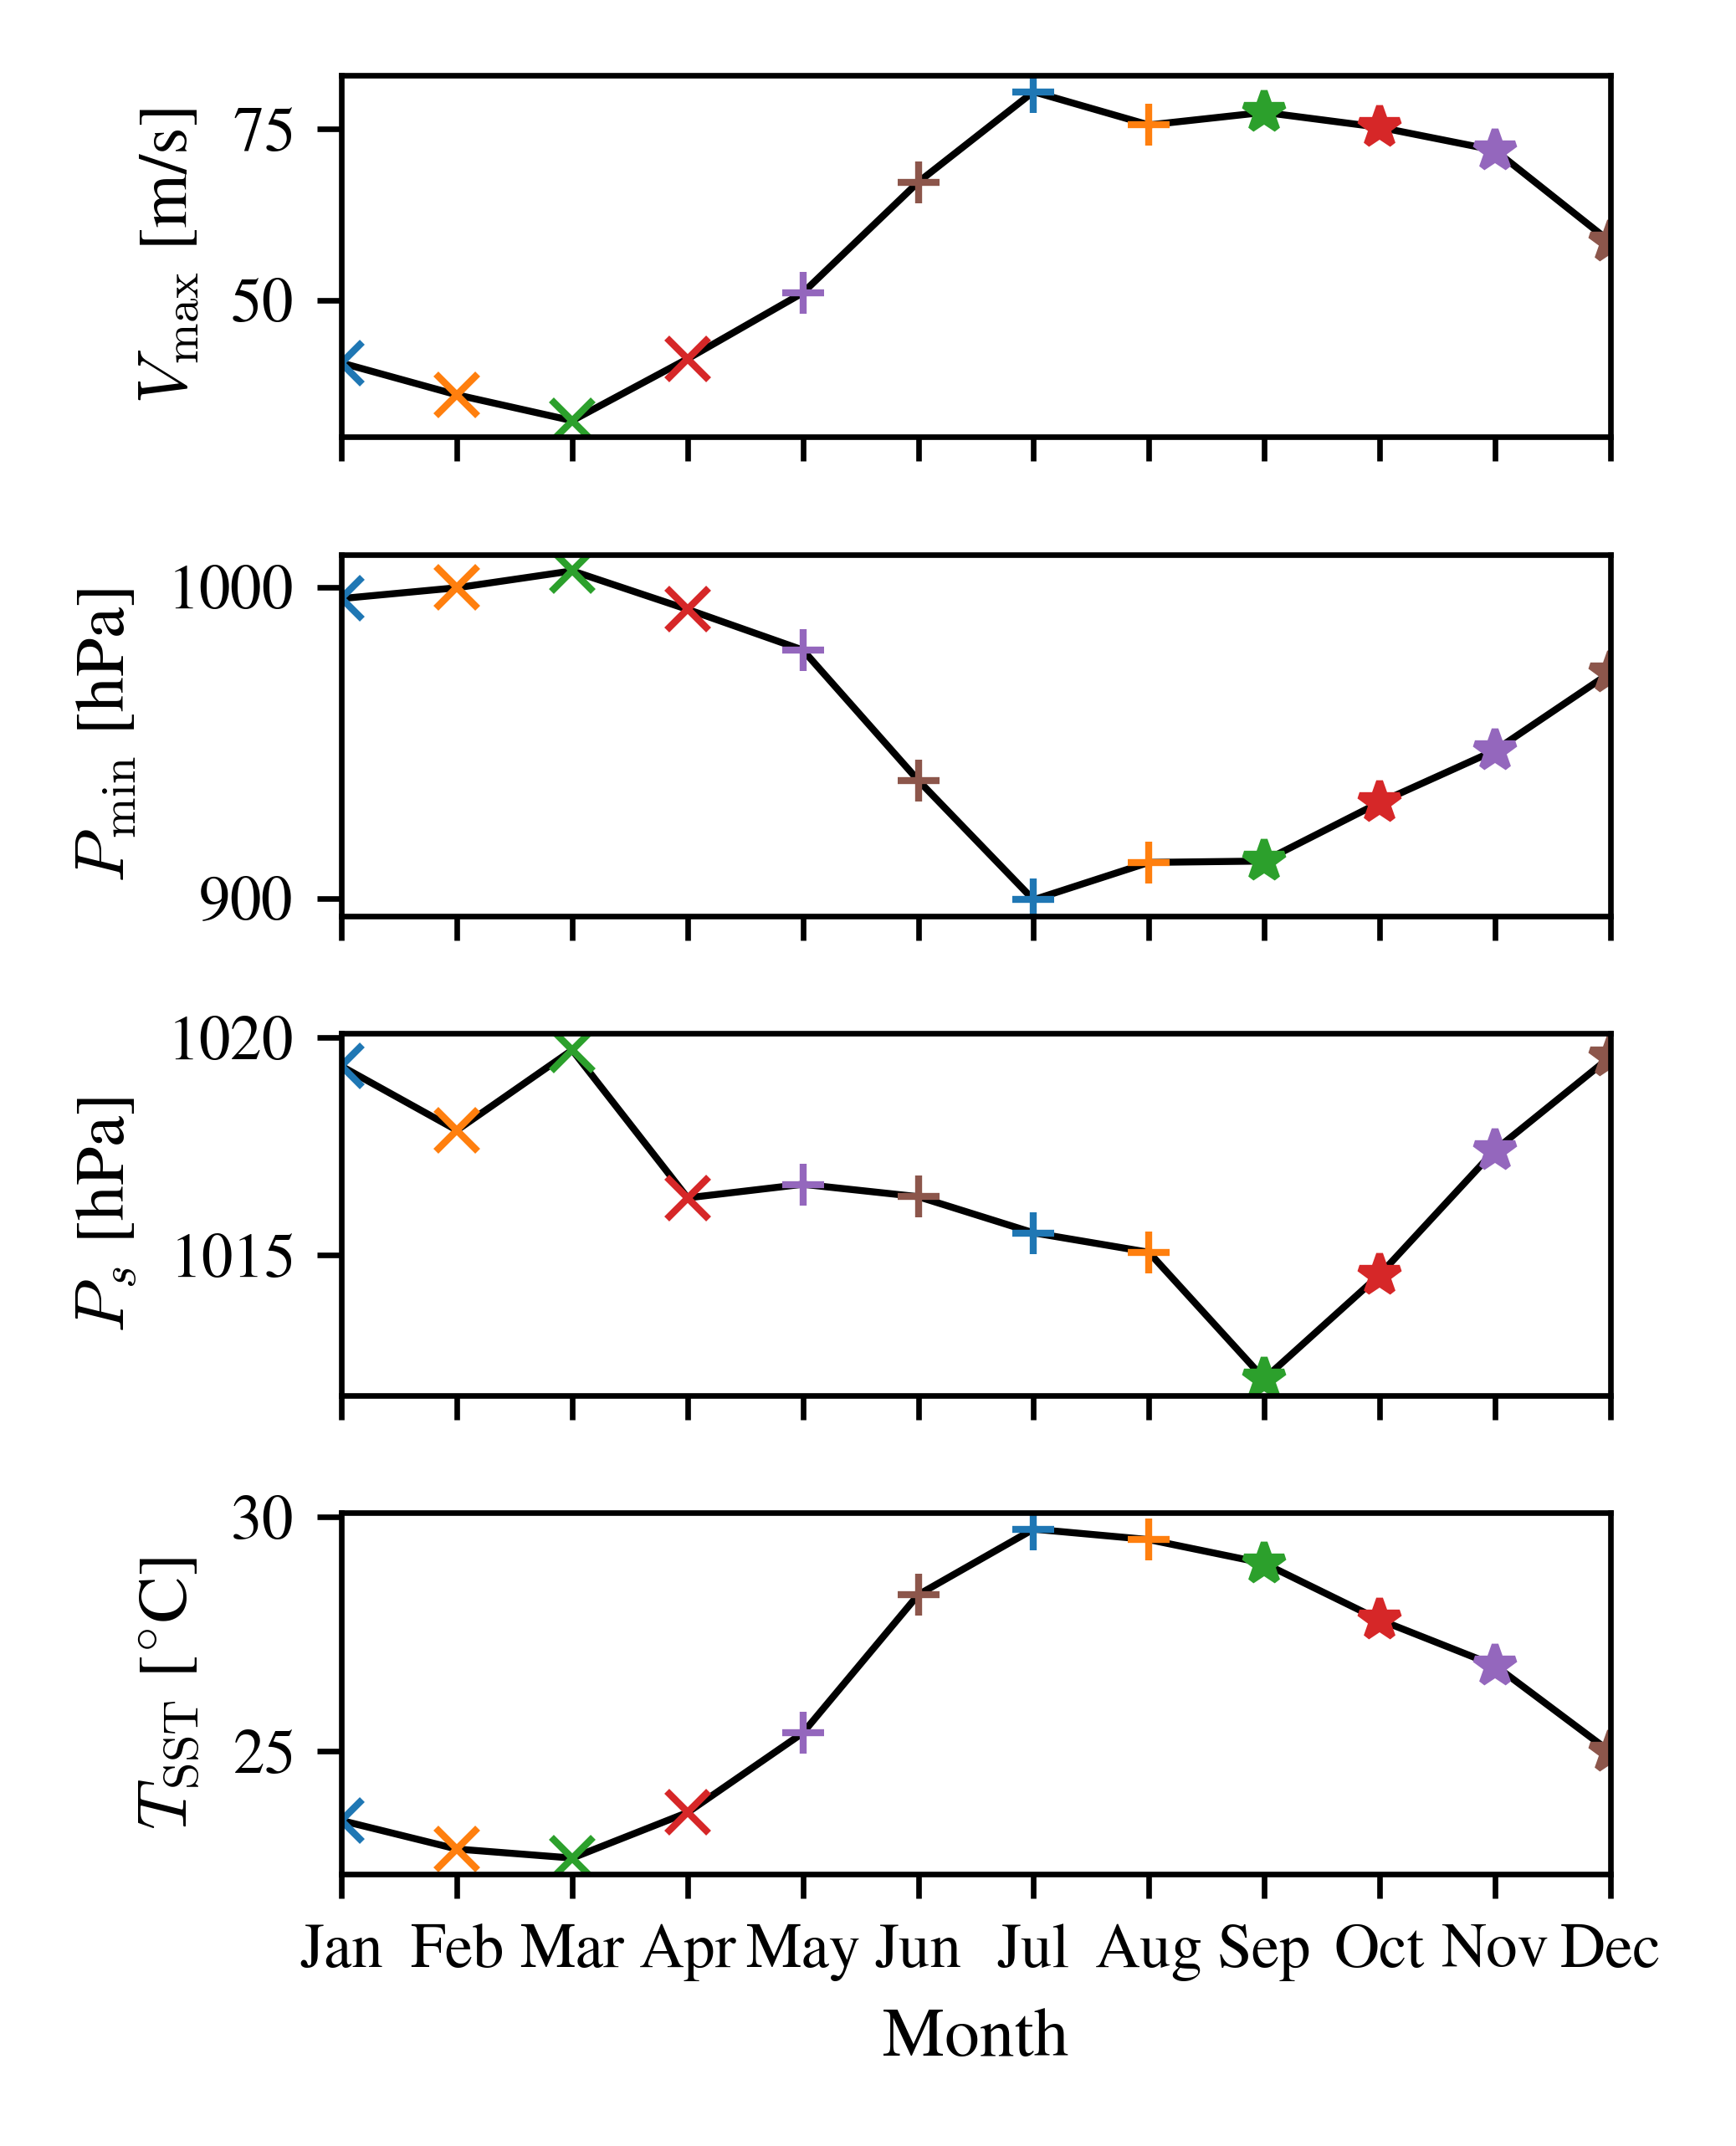 V_max [m/s]
75
50
P_min [hPa]
1000
900
P_s [hPa]
1020
1015
T_SST [°C]
30
25
Jan Feb Mar Apr May Jun Jul Aug Sep Oct Nov Dec
Month